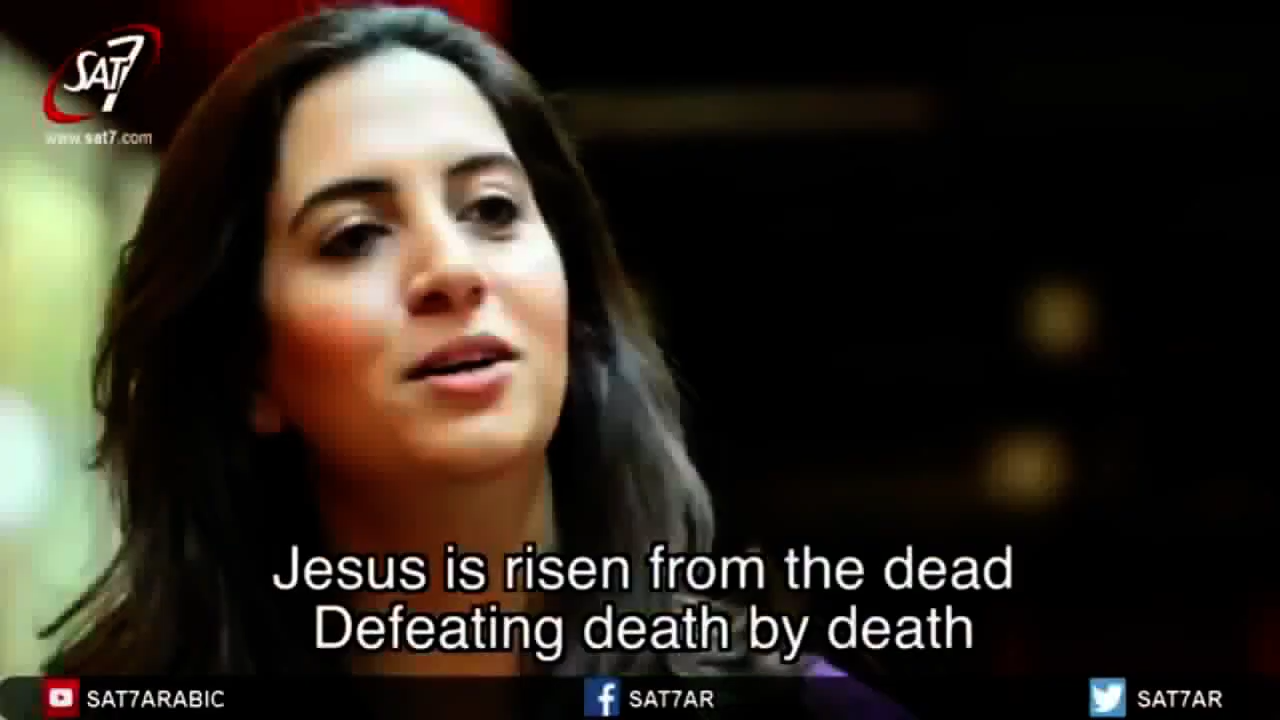 SAT7
www.sat7.com
Jesus is risen from the dead
Defeating death by death
SAT7ARABIC
SAT7AR
SAT7AR